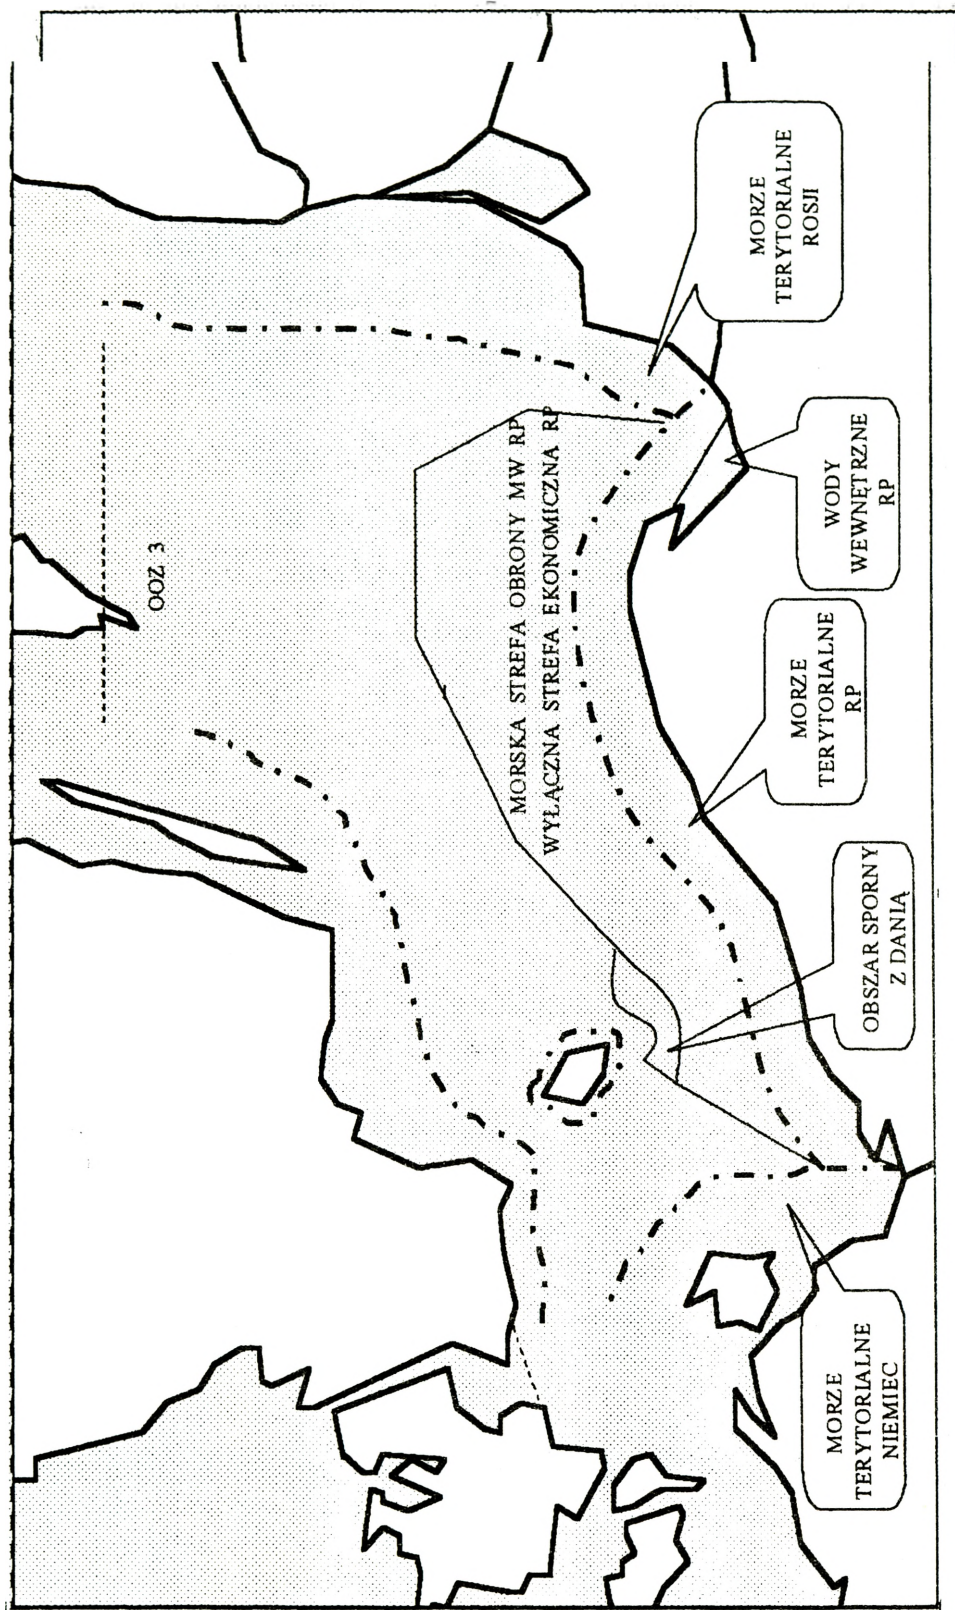 OOZ 3
MORSKA STREFA OBRONY MW RP
WYŁĄCZNA STREFA EKONOMICZNA RP
MORZE
TERYTORIALNE
NIEMIEC
OBSZAR SPORNY
Z DANIĄ
MORZE
TERYTORIALNE
RP
WODY
WEWNĘTRZNE
RP
MORZE
TERYTORIALNE
ROSJI